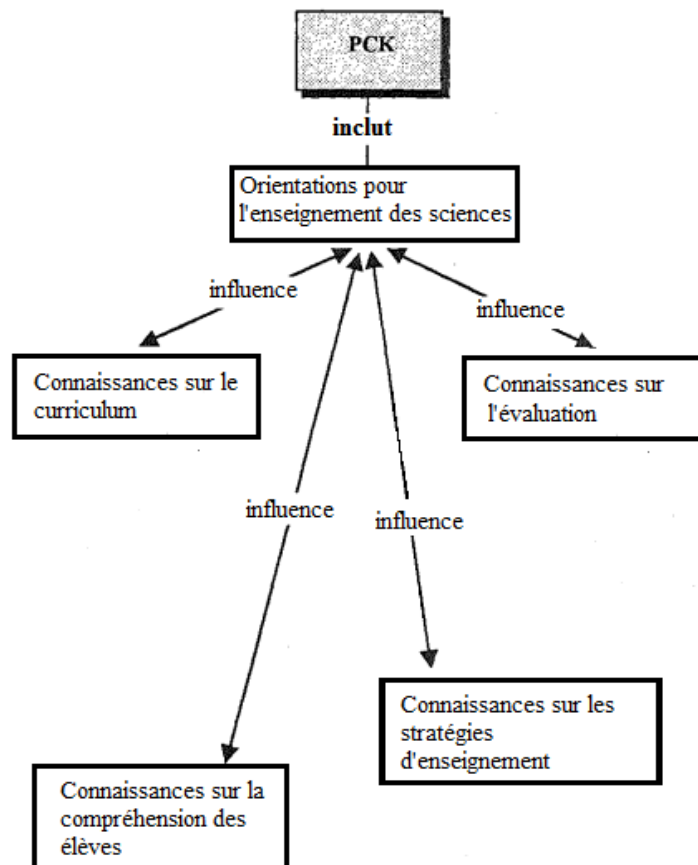 PCK
inclut
Orientations pour
l'enseignement des sciences
influence
influence
Connaissances sur le
curriculum
Connaissances sur
l'évaluation
influence
influence
Connaissances sur les
stratégies
d'enseignement
Connaissances sur la
compréhension des
élèves